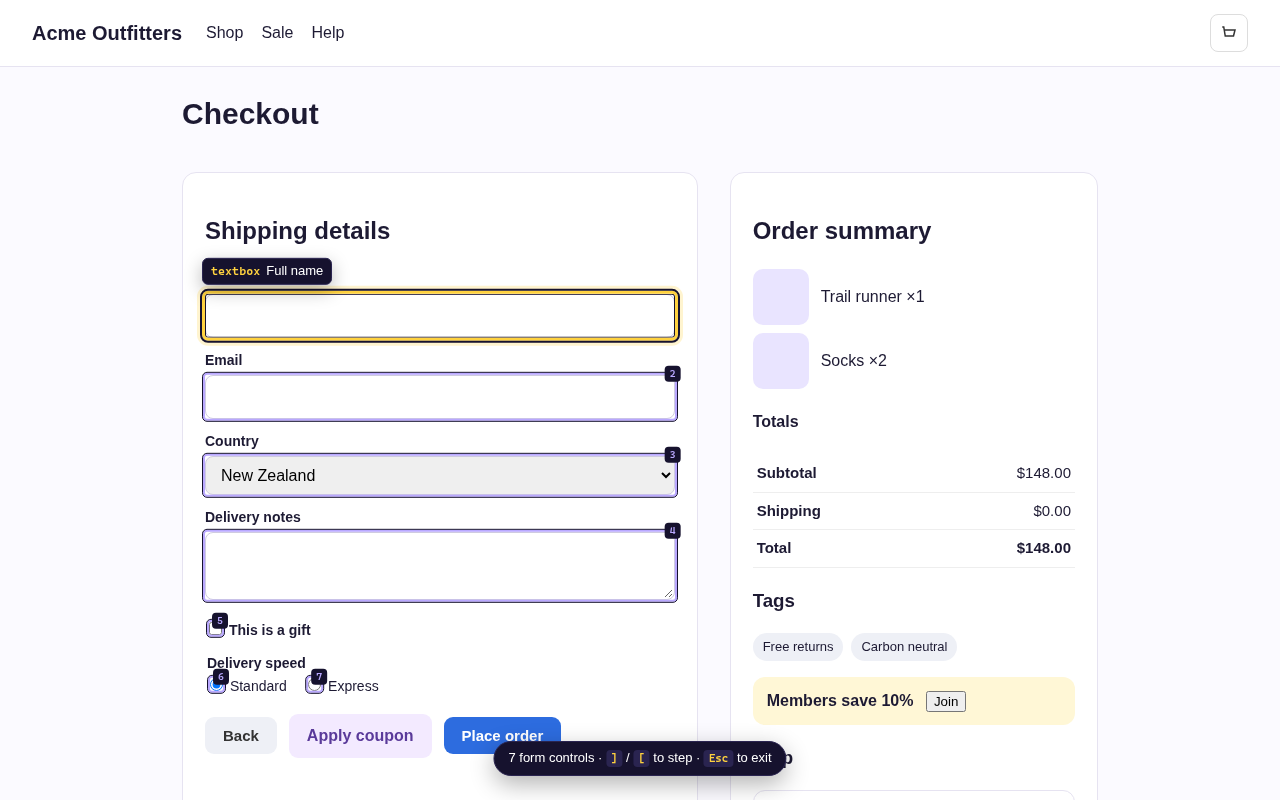 Acme Outfitters Shop Sale Help
Checkout
Shipping details
textbox Full name
Email
2
Country
3
New Zealand
Delivery notes
4
5
This is a gift
Delivery speed
6 Standard 7 Express
Back Apply coupon Place order
Order summary
Trail runner ×1
Socks ×2
Totals
Subtotal $148.00
Shipping $0.00
Total $148.00
Tags
Free returns Carbon neutral
Members save 10% Join
7 form controls · ] / [ to step · Esc to exit